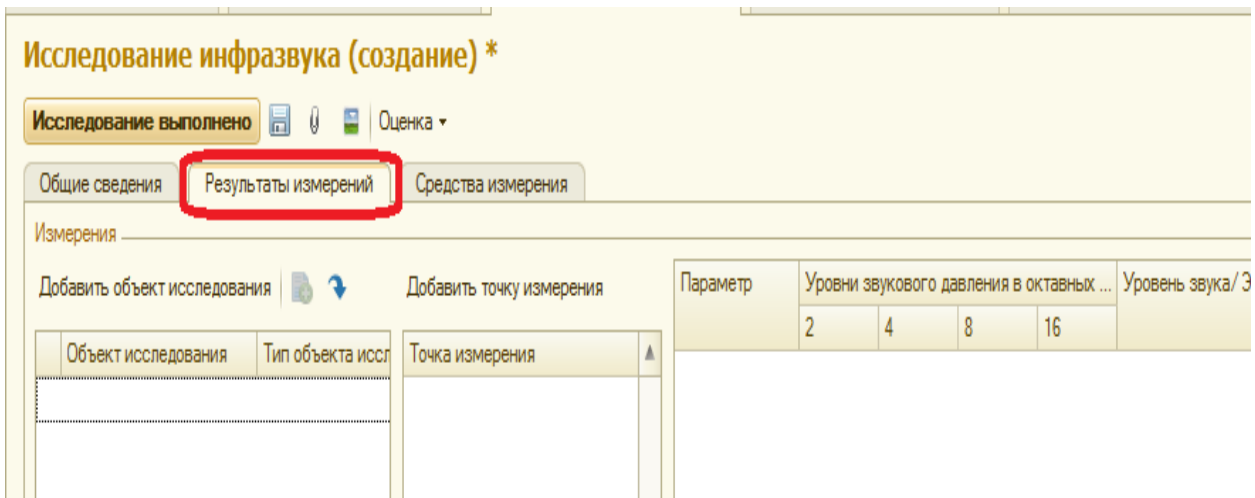 Исследование инфразвука (создание) *
Исследование выполнено Оценка
Общие сведения Результаты измерений Средства измерения
Измерения
Добавить объект исследования Добавить точку измерения Параметр Уровни звукового давления в октавных ... Уровень звука/ Э
2 4 8 16
Объект исследования Тип объекта иссл Точка измерения